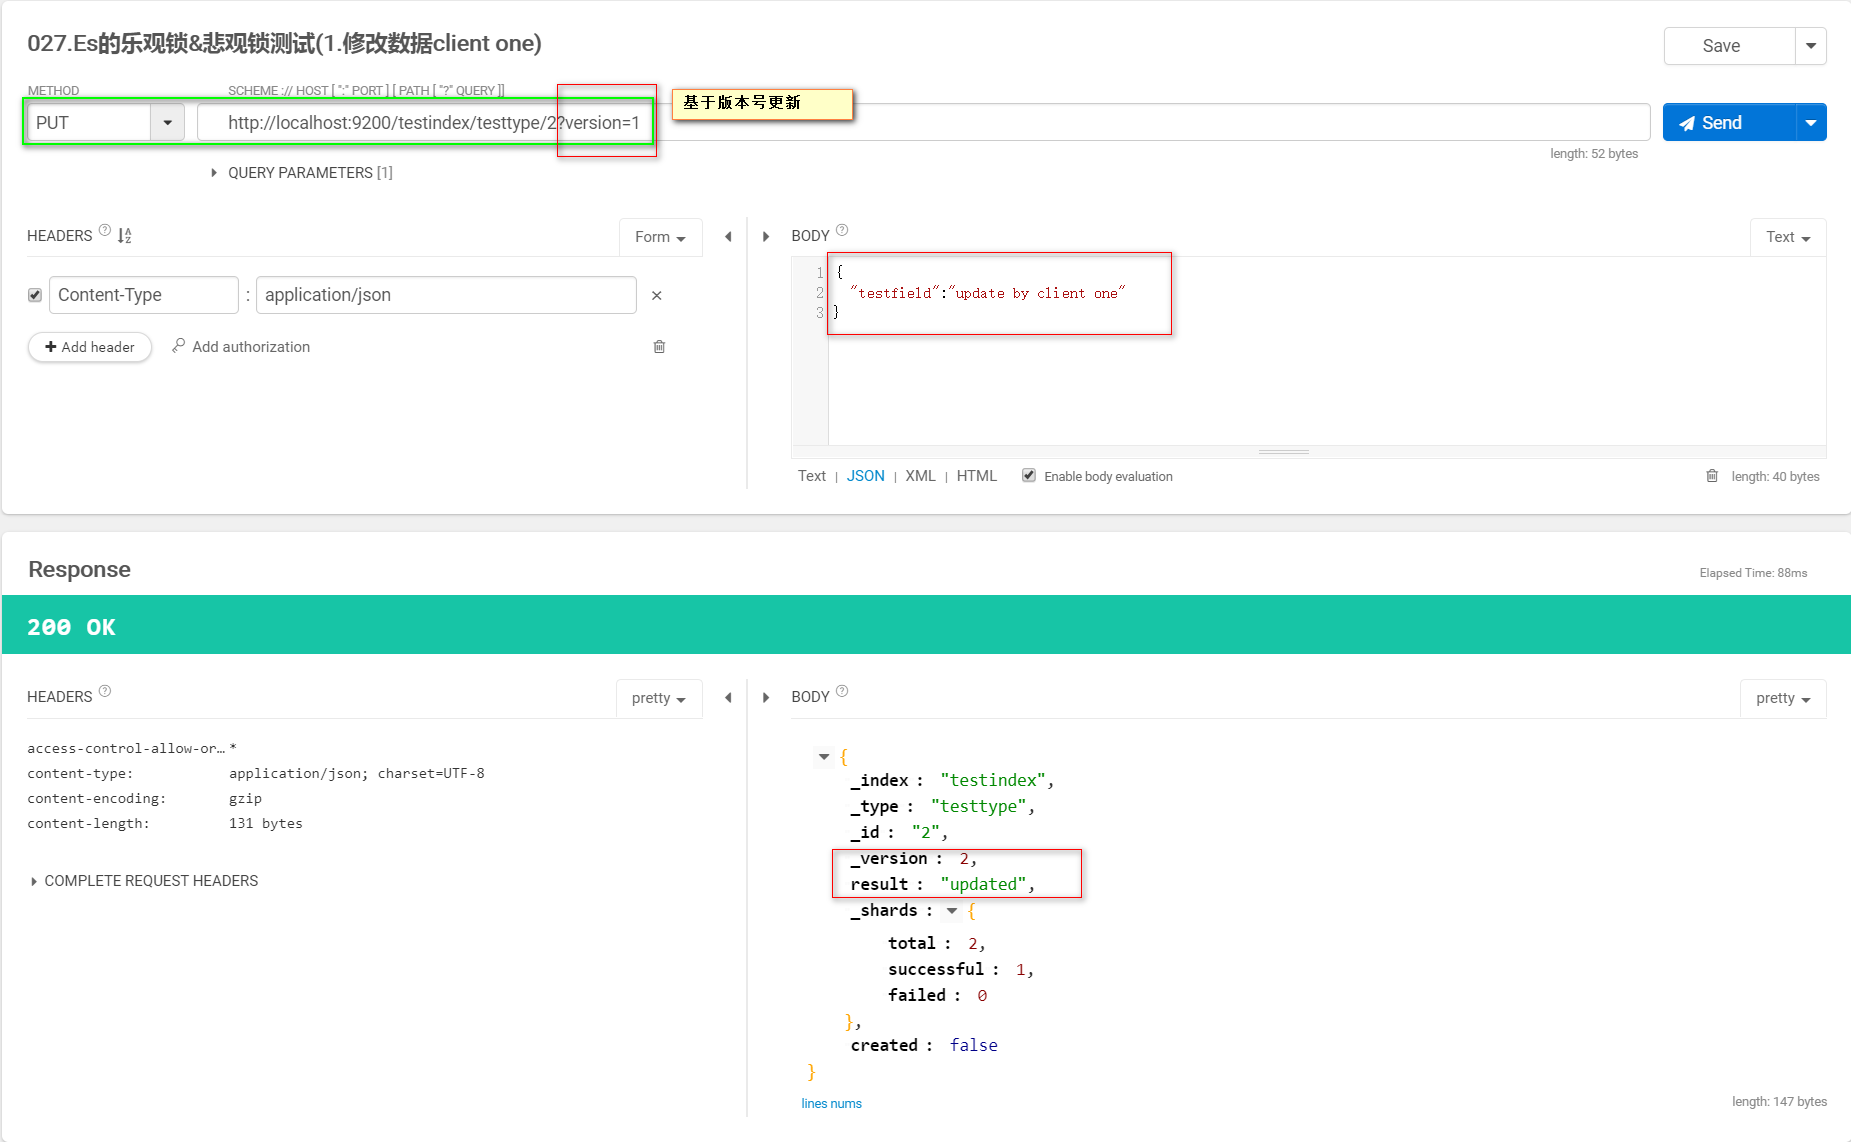 027.Es的乐观锁&悲观锁测试(1.修改数据client one)
Save
METHOD
SCHEME :// HOST [ ":" PORT ] [ PATH [ "?" QUERY ]]
基于版本号更新
PUT
http://localhost:9200/testindex/testtype/2?version=1
Send
length: 52 bytes
QUERY PARAMETERS [1]
HEADERS ?
Form
BODY ?
Text
Content-Type : application/json ×
+ Add header
Add authorization
1 {
2 "testfield":"update by client one"
3 }
Text | JSON | XML | HTML
Enable body evaluation
length: 40 bytes
Response
Elapsed Time: 88ms
200 OK
HEADERS ?
pretty
BODY ?
pretty
access-control-allow-or… *
content-type: application/json; charset=UTF-8
content-encoding: gzip
content-length: 131 bytes
COMPLETE REQUEST HEADERS
{
_index : "testindex",
_type : "testtype",
_id : "2",
_version : 2,
result : "updated",
_shards : {
total : 2,
successful : 1,
failed : 0
},
created : false
}
lines nums
length: 147 bytes